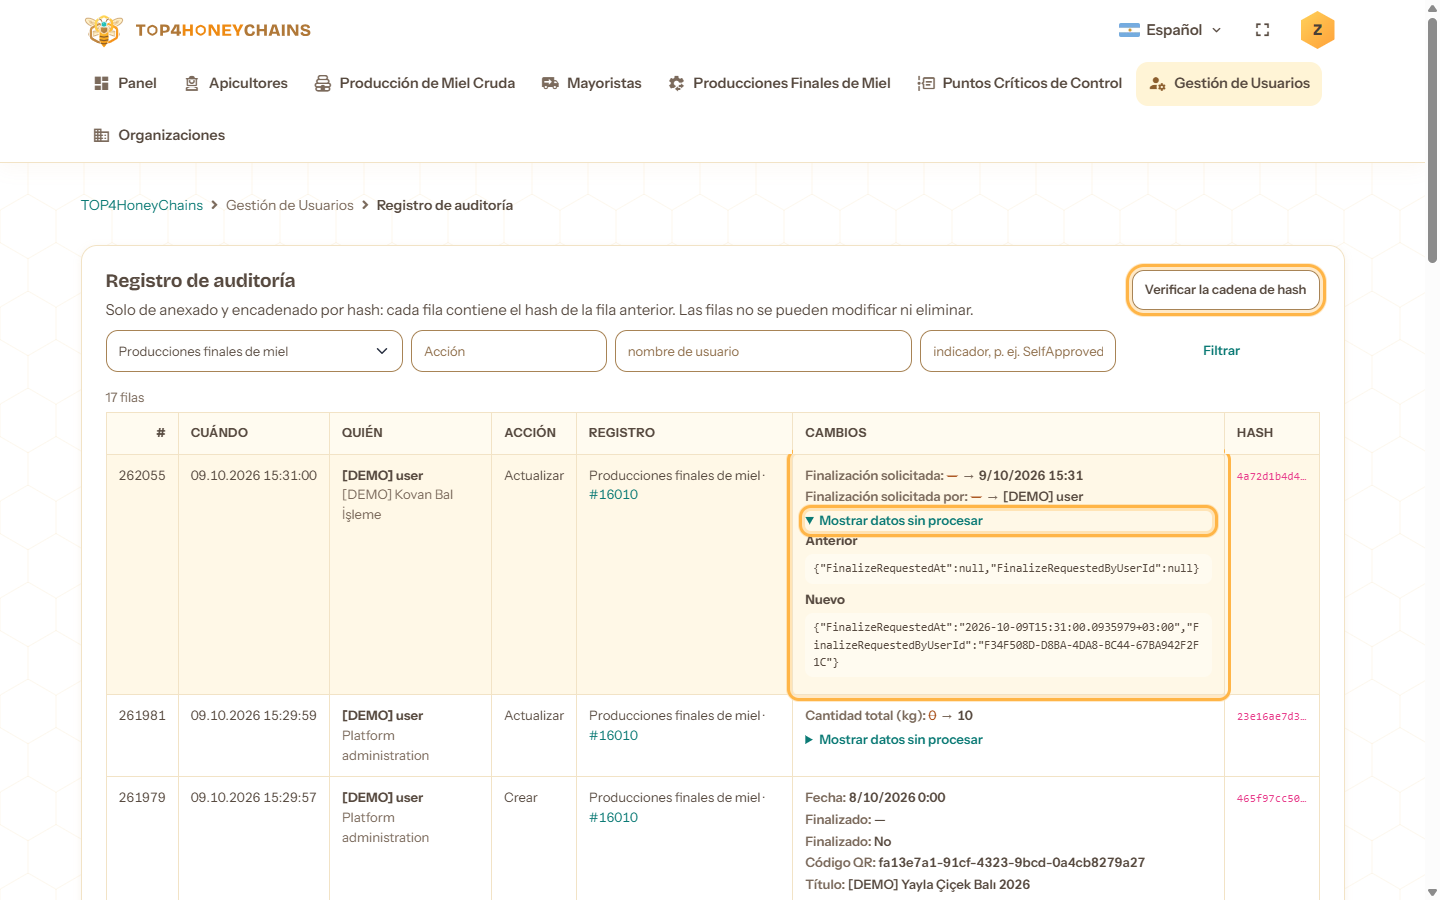 TOP4HONEYCHAINS
Español
Z
Panel
Apicultores
Producción de Miel Cruda
Mayoristas
Producciones Finales de Miel
Puntos Críticos de Control
Gestión de Usuarios
Organizaciones
TOP4HoneyChains > Gestión de Usuarios > Registro de auditoría
Registro de auditoría
Verificar la cadena de hash
Solo de anexado y encadenado por hash: cada fila contiene el hash de la fila anterior. Las filas no se pueden modificar ni eliminar.
Producciones finales de miel
Acción
nombre de usuario
indicador, p. ej. SelfApproved
Filtrar
17 filas
# CUÁNDO QUIÉN ACCIÓN REGISTRO CAMBIOS HASH
262055
09.10.2026 15:31:00
[DEMO] user
[DEMO] Kovan Bal
İşleme
Actualizar
Producciones finales de miel ·
#16010
Finalización solicitada: — → 9/10/2026 15:31
Finalización solicitada por: — → [DEMO] user
▼ Mostrar datos sin procesar
Anterior
{"FinalizeRequestedAt":null,"FinalizeRequestedByUserId":null}
Nuevo
{"FinalizeRequestedAt":"2026-10-09T15:31:00.0935979+03:00","F
inalizeRequestedByUserId":"F34F508D-D8BA-4DA8-BC44-67BA942F2F
1C"}
4a72d1b4d4…
261981
09.10.2026 15:29:59
[DEMO] user
Platform
administration
Actualizar
Producciones finales de miel ·
#16010
Cantidad total (kg): 0 → 10
▶ Mostrar datos sin procesar
23e16ae7d3…
261979
09.10.2026 15:29:57
[DEMO] user
Platform
administration
Crear
Producciones finales de miel ·
#16010
Fecha: 8/10/2026 0:00
Finalizado: —
Finalizado: No
Código QR: fa13e7a1-91cf-4323-9bcd-0a4cb8279a27
Título: [DEMO] Yayla Çiçek Balı 2026
465f97cc50…